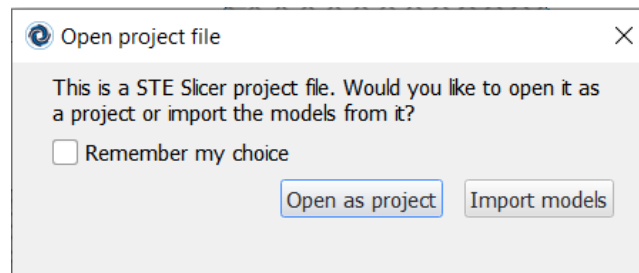 Open project file
This is a STE Slicer project file. Would you like to open it as
a project or import the models from it?
Remember my choice
Open as project
Import models